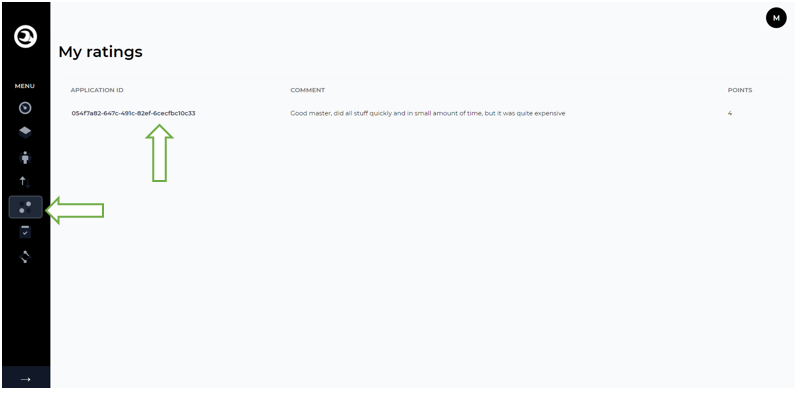 M
My ratings
MENU
APPLICATION ID COMMENT POINTS
054f7a82-647c-491c-82ef-6cecfbc10c33 Good master, did all stuff quickly and in small amount of time, but it was quite expensive 4